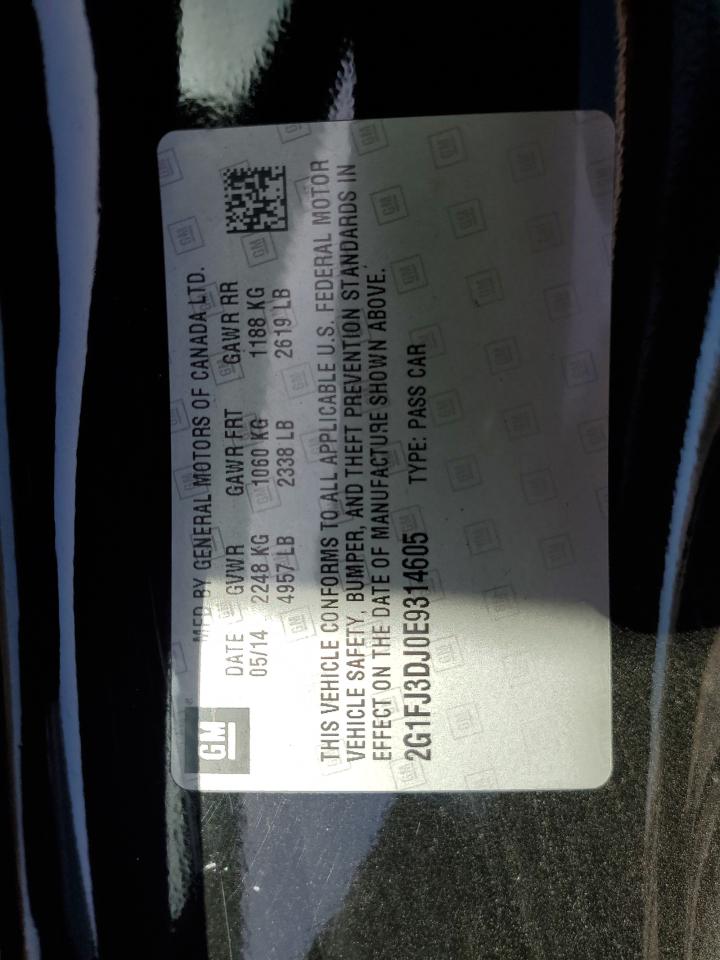 GM
MFD BY GENERAL MOTORS OF CANADA LTD.
DATE GVWR GAWR FRT GAWR RR
05/14 2248 KG 1060 KG 1188 KG
4957 LB 2338 LB 2619 LB
THIS VEHICLE CONFORMS TO ALL APPLICABLE U.S. FEDERAL MOTOR
VEHICLE SAFETY, BUMPER, AND THEFT PREVENTION STANDARDS IN
EFFECT ON THE DATE OF MANUFACTURE SHOWN ABOVE.
2G1FJ3DJ0E9314605 TYPE: PASS CAR